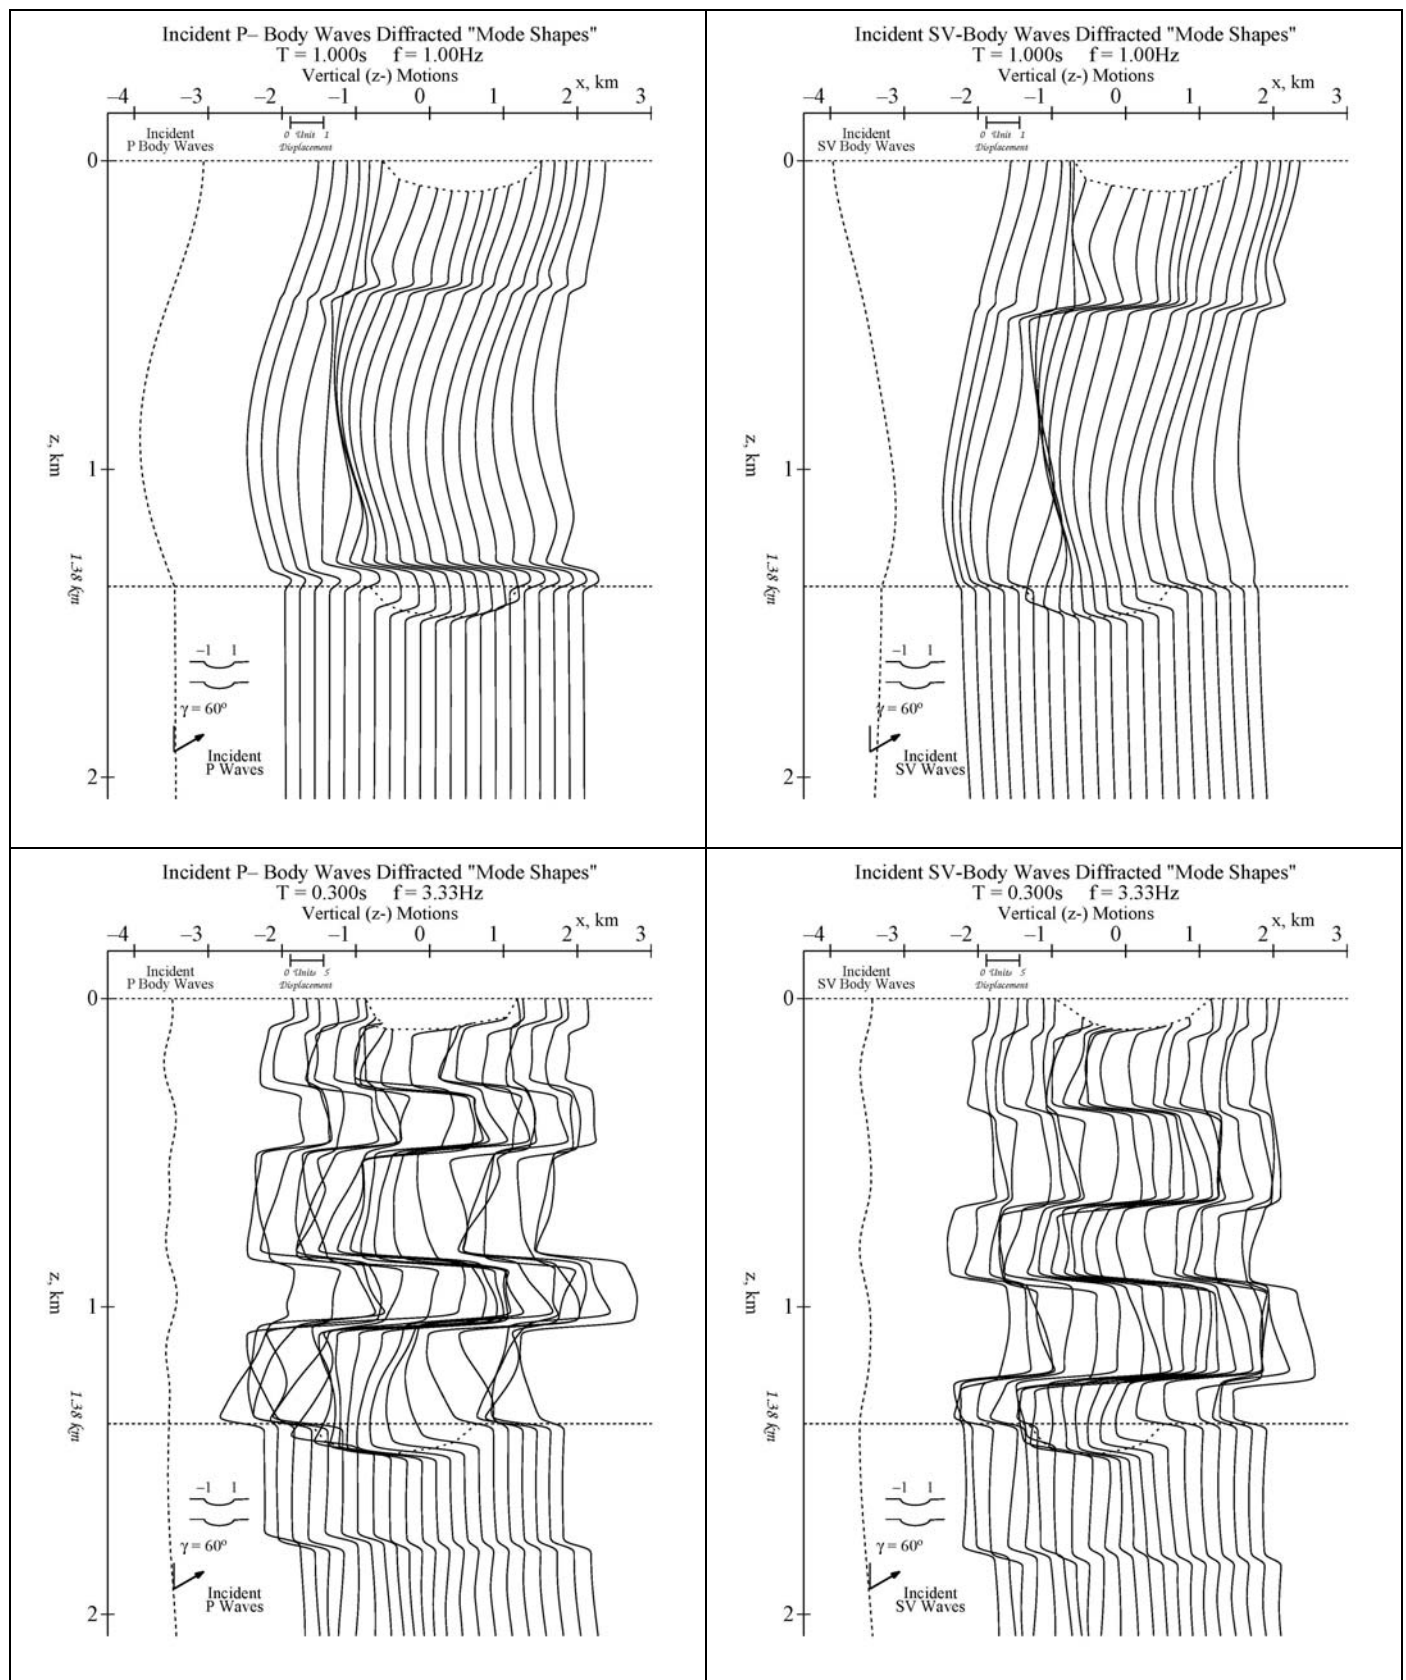 Incident P– Body Waves Diffracted "Mode Shapes"
T = 1.000s f = 1.00Hz
Vertical (z-) Motions
x, km
–4 –3 –2 –1 0 1 2 3
Incident
P Body Waves
0 Unit 1
Displacement
0
1
z, km
1.38 km
–1 1
γ = 60º
Incident
P Waves
2
Incident SV-Body Waves Diffracted "Mode Shapes"
T = 1.000s f = 1.00Hz
Vertical (z-) Motions
x, km
–4 –3 –2 –1 0 1 2 3
Incident
SV Body Waves
0 Unit 1
Displacement
0
1
z, km
1.38 km
–1 1
γ = 60º
Incident
SV Waves
2
Incident P– Body Waves Diffracted "Mode Shapes"
T = 0.300s f = 3.33Hz
Vertical (z-) Motions
x, km
–4 –3 –2 –1 0 1 2 3
Incident
P Body Waves
0 Units 5
Displacement
0
z, km
1
1.38 km
–1 1
γ = 60º
Incident
P Waves
2
Incident SV-Body Waves Diffracted "Mode Shapes"
T = 0.300s f = 3.33Hz
Vertical (z-) Motions
x, km
–4 –3 –2 –1 0 1 2 3
Incident
SV Body Waves
0 Units 5
Displacement
0
z, km
1
1.38 km
–1 1
γ = 60º
Incident
SV Waves
2